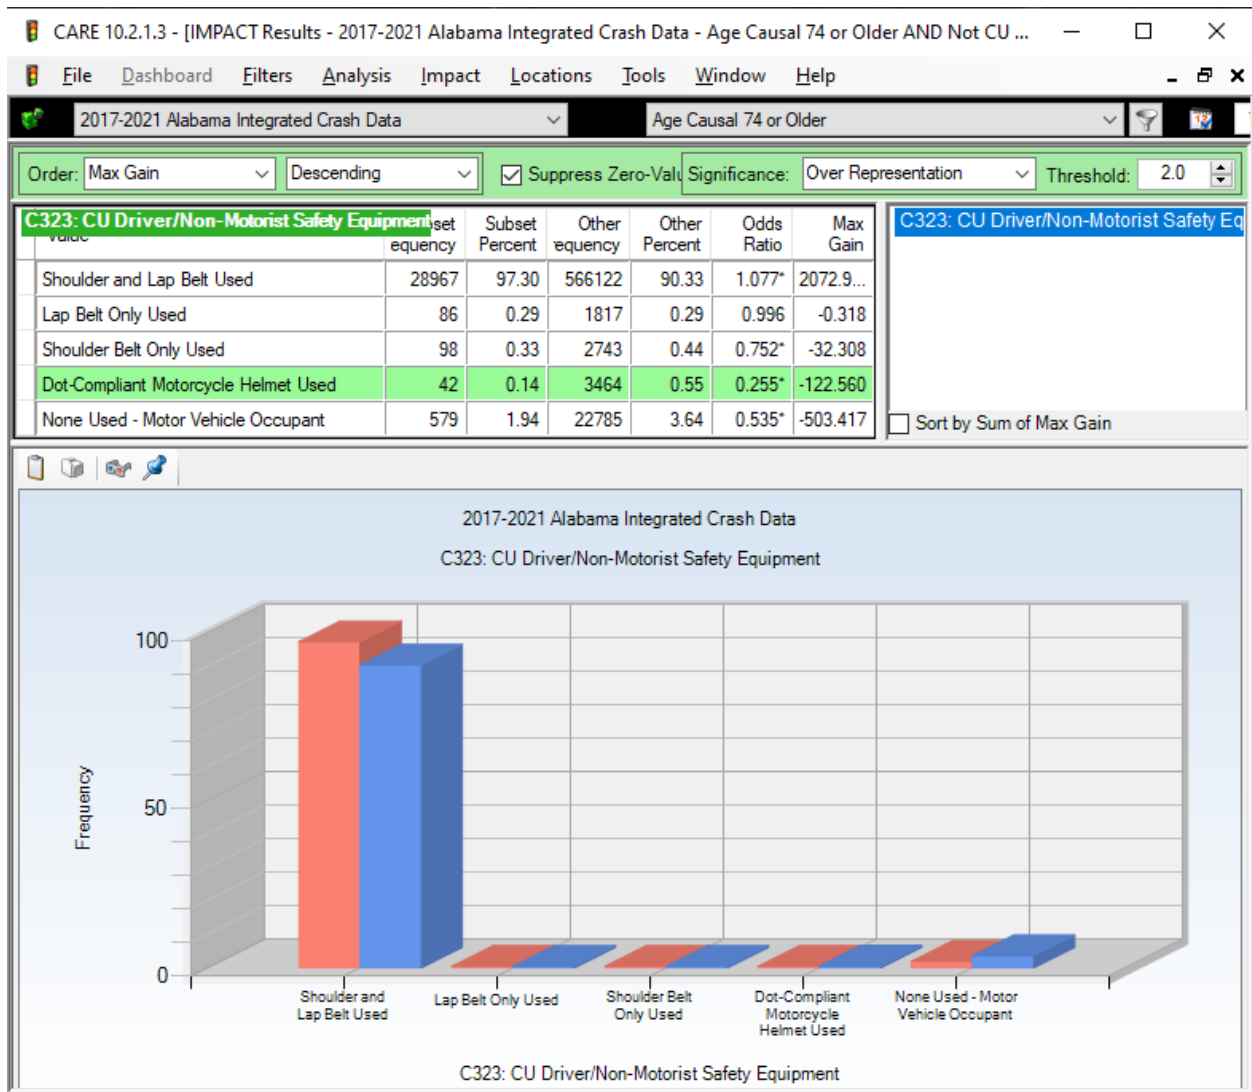 CARE 10.2.1.3 - [IMPACT Results - 2017-2021 Alabama Integrated Crash Data - Age Causal 74 or Older AND Not CU ...
File Dashboard Filters Analysis Impact Locations Tools Window Help
2017-2021 Alabama Integrated Crash Data Age Causal 74 or Older
Order: Max Gain Descending Suppress Zero-Valu Significance: Over Representation Threshold: 2.0
C323: CU Driver/Non-Motorist Safety Equipment set Subset Other Other Odds Max
equency Percent equency Percent Ratio Gain
Shoulder and Lap Belt Used 28967 97.30 566122 90.33 1.077* 2072.9...
Lap Belt Only Used 86 0.29 1817 0.29 0.996 -0.318
Shoulder Belt Only Used 98 0.33 2743 0.44 0.752* -32.308
Dot-Compliant Motorcycle Helmet Used 42 0.14 3464 0.55 0.255* -122.560
None Used - Motor Vehicle Occupant 579 1.94 22785 3.64 0.535* -503.417
C323: CU Driver/Non-Motorist Safety Eq
Sort by Sum of Max Gain
2017-2021 Alabama Integrated Crash Data
C323: CU Driver/Non-Motorist Safety Equipment
Frequency
100
50
0
Shoulder and
Lap Belt Used
Lap Belt Only Used
Shoulder Belt
Only Used
Dot-Compliant
Motorcycle
Helmet Used
None Used - Motor
Vehicle Occupant
C323: CU Driver/Non-Motorist Safety Equipment